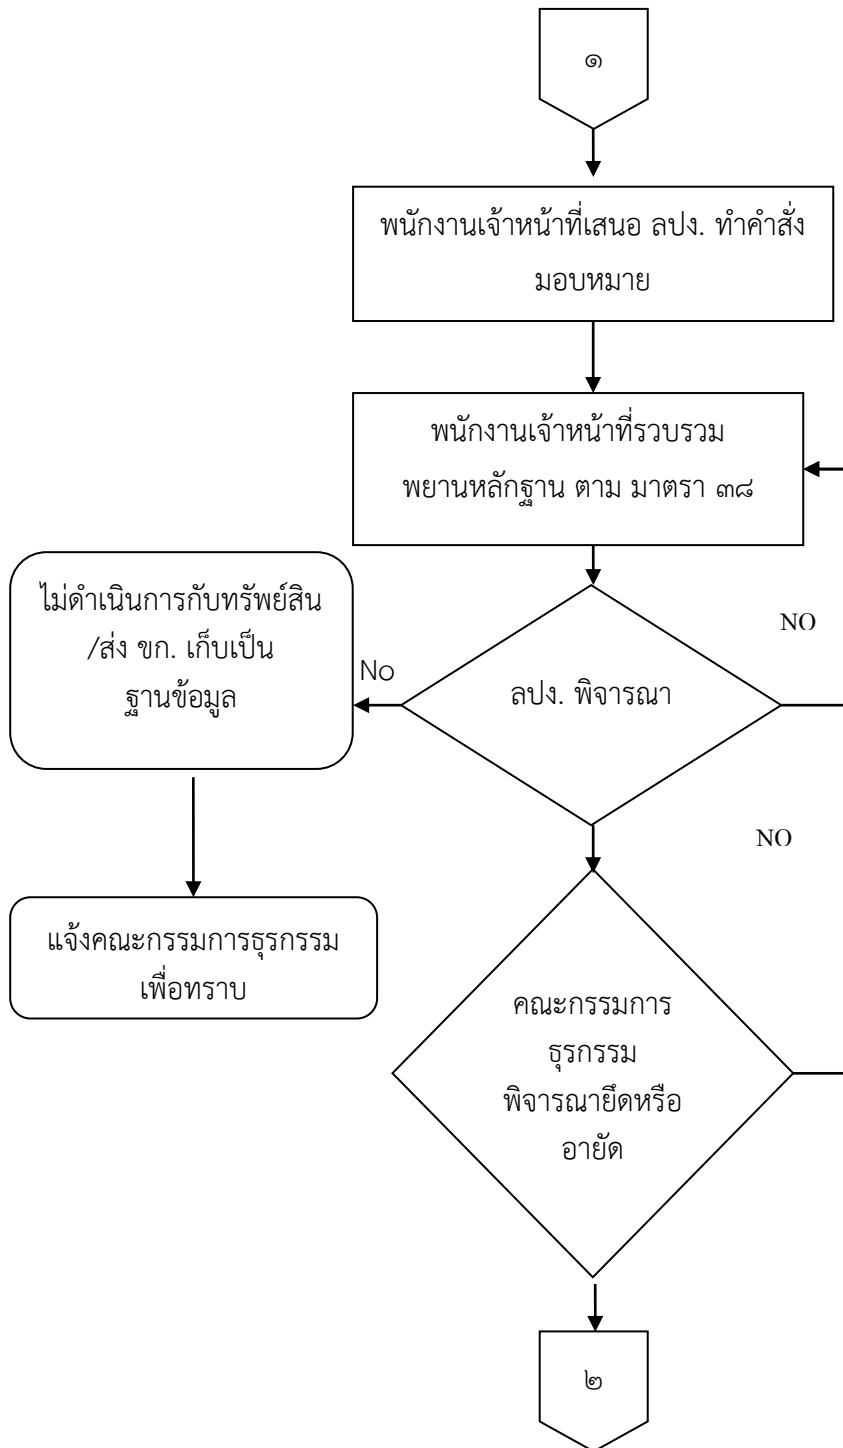 ๑
พนักงานเจ้าหน้าที่เสนอ ลปง. ทำคำสั่ง
มอบหมาย
พนักงานเจ้าหน้าที่รวบรวม
พยานหลักฐาน ตาม มาตรา ๓๘
ไม่ดำเนินการกับทรัพย์สิน
/ส่ง ขก. เก็บเป็น
ฐานข้อมูล
No
ลปง. พิจารณา
NO
NO
แจ้งคณะกรรมการธุรกรรม
เพื่อทราบ
คณะกรรมการ
ธุรกรรม
พิจารณายึดหรือ
อายัด
๒